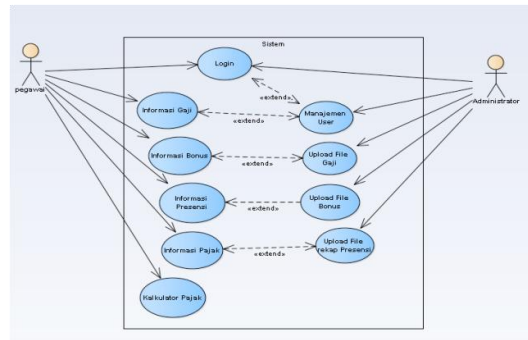 Sistem
pegawai
Administrator
Login
«extend»
Informasi Gaji
«extend»
Manajemen
User
Informasi Bonus
«extend»
Upload File
Gaji
Informasi
Presensi
«extend»
Upload File
Bonus
Informasi Pajak
«extend»
Upload File
rekap Presensi
Kalkulator Pajak